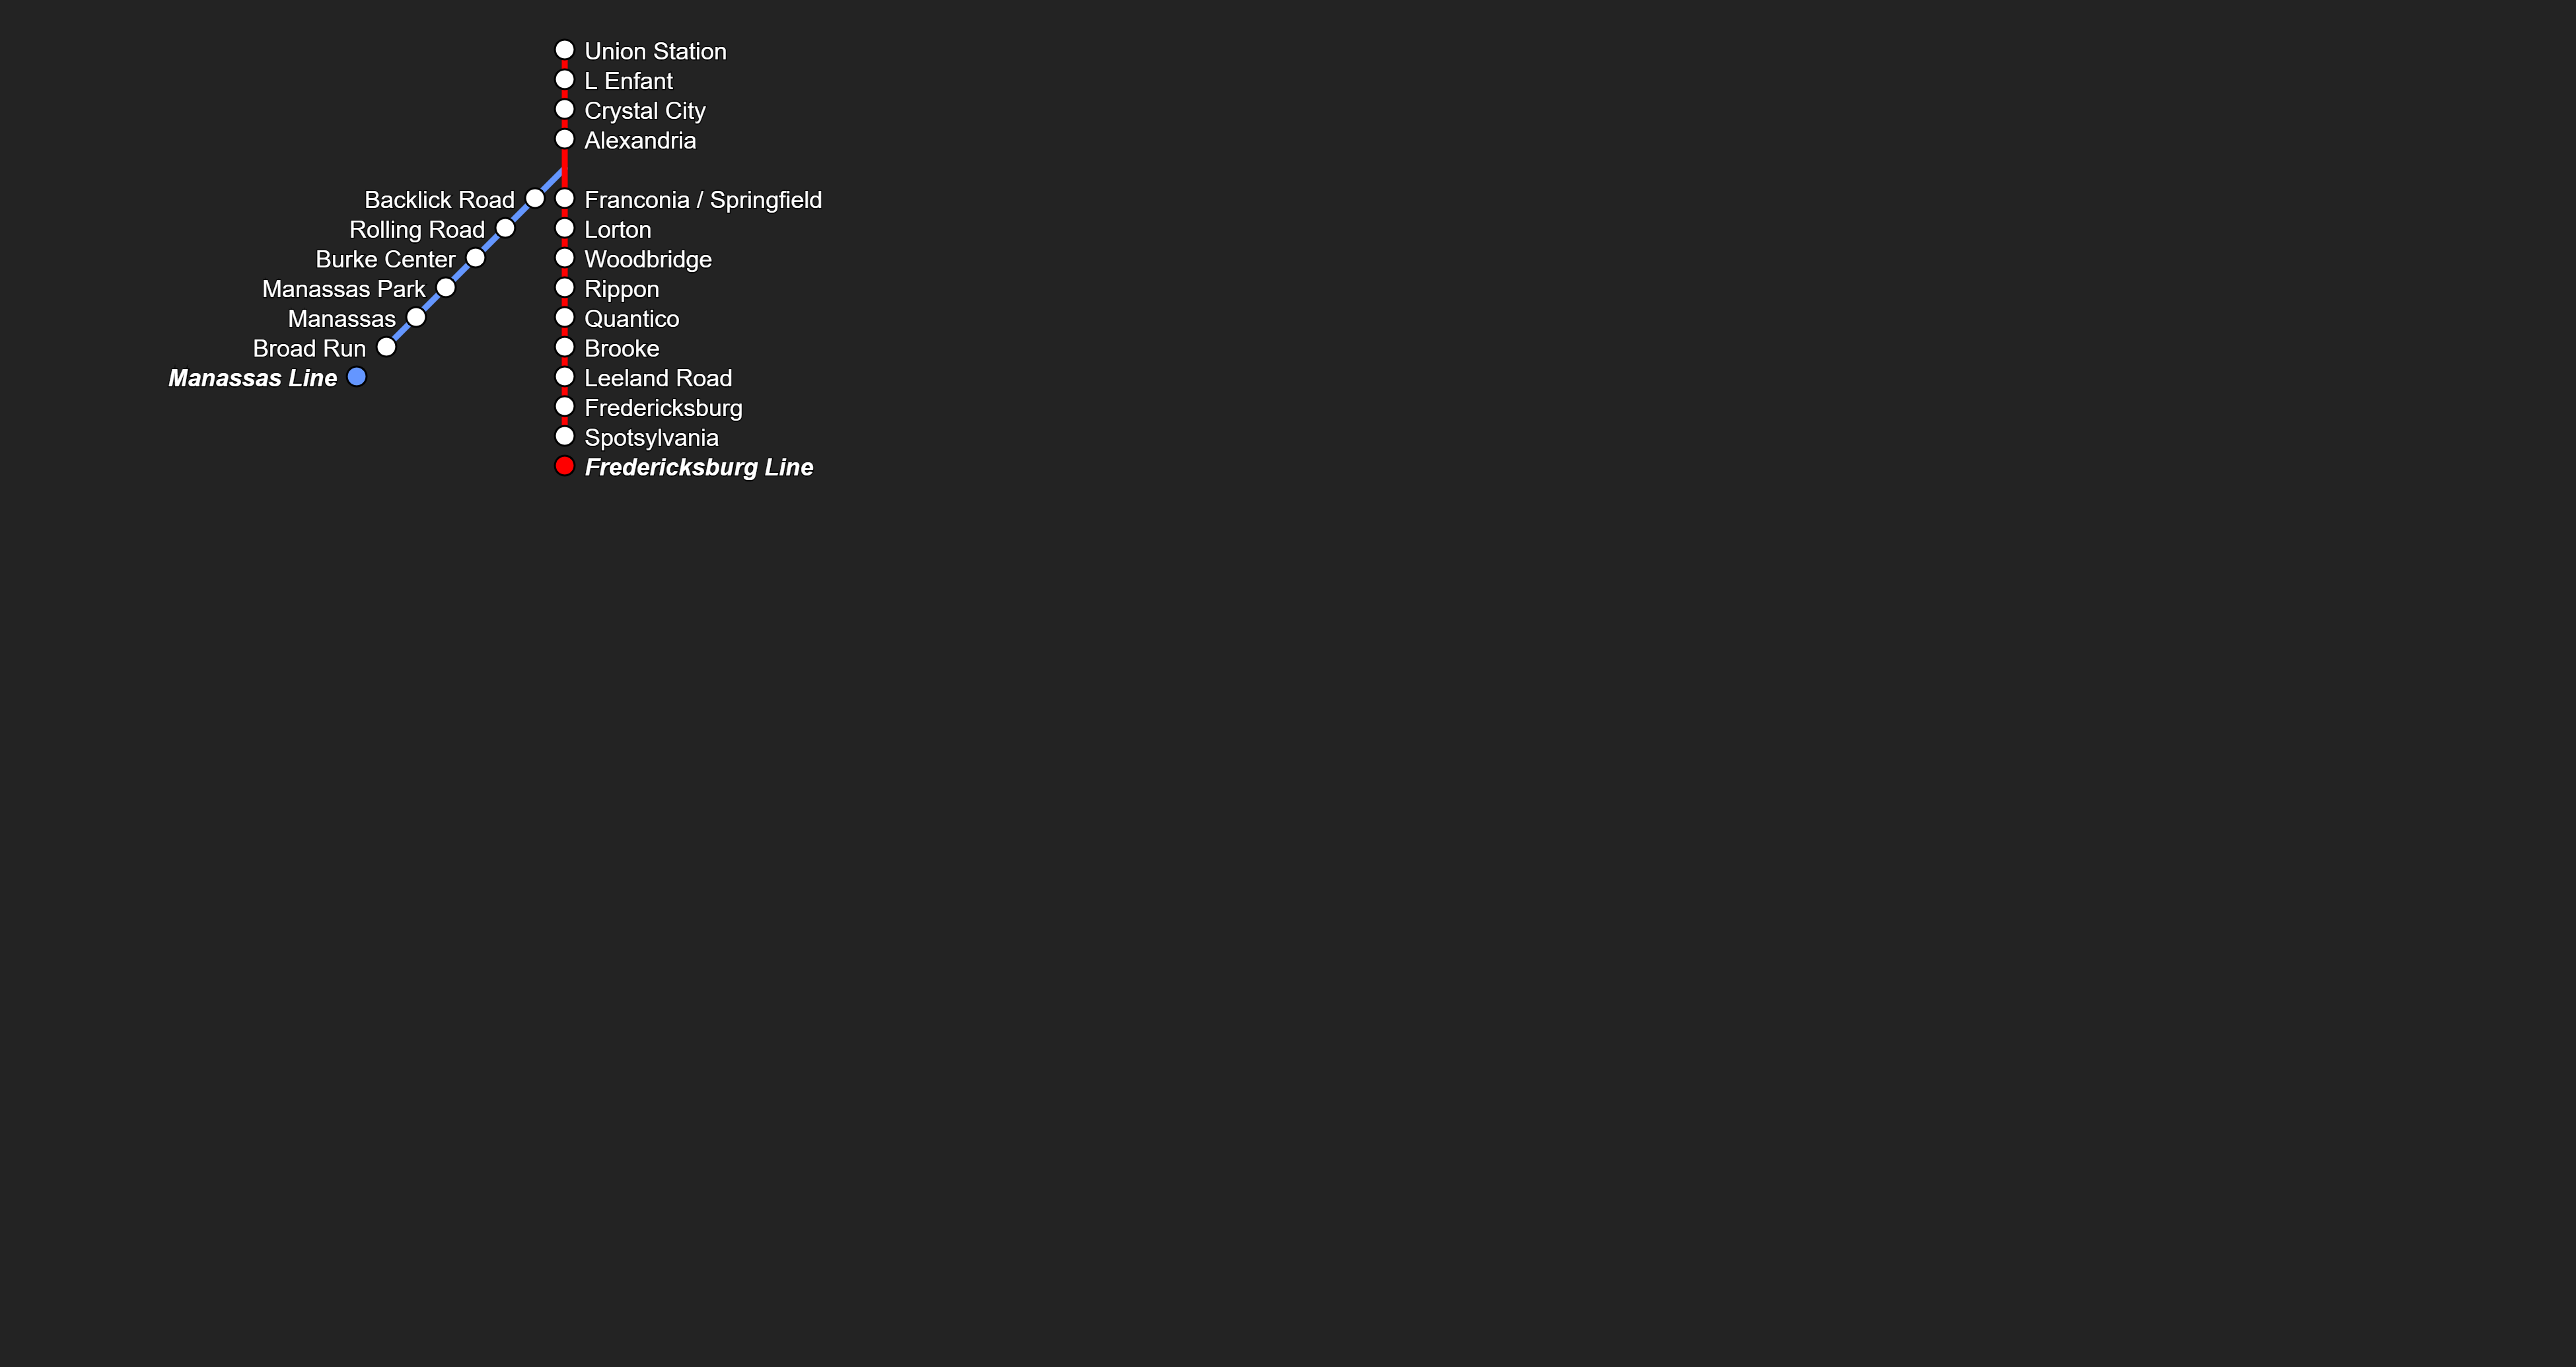 Union Station
L Enfant
Crystal City
Alexandria
Backlick Road
Franconia / Springfield
Rolling Road
Lorton
Burke Center
Woodbridge
Manassas Park
Rippon
Manassas
Quantico
Broad Run
Brooke
Manassas Line
Leeland Road
Fredericksburg
Spotsylvania
Fredericksburg Line